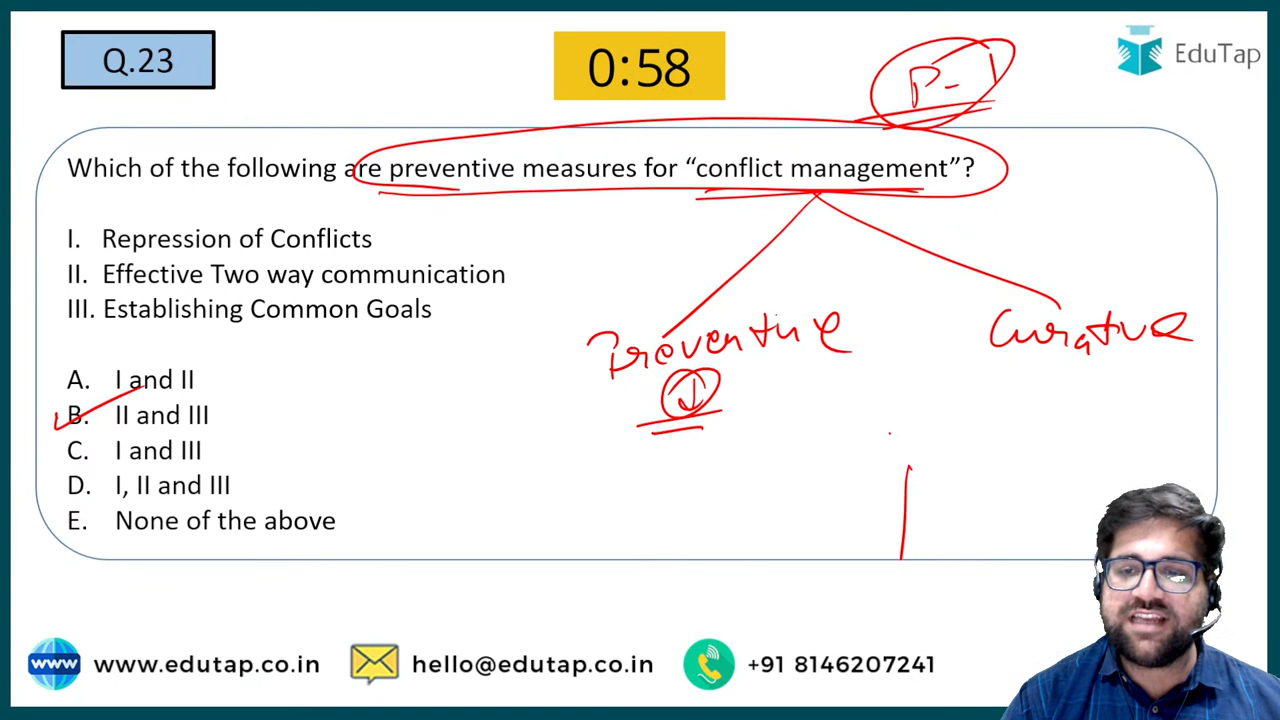 Q.23
0:58
P-1
EduTap
Which of the following are preventive measures for “conflict management”?
I. Repression of Conflicts
II. Effective Two way communication
III. Establishing Common Goals
Preventive
Curative
A. I and II
B. II and III
C. I and III
D. I, II and III
E. None of the above
www
www.edutap.co.in
hello@edutap.co.in
+91 8146207241